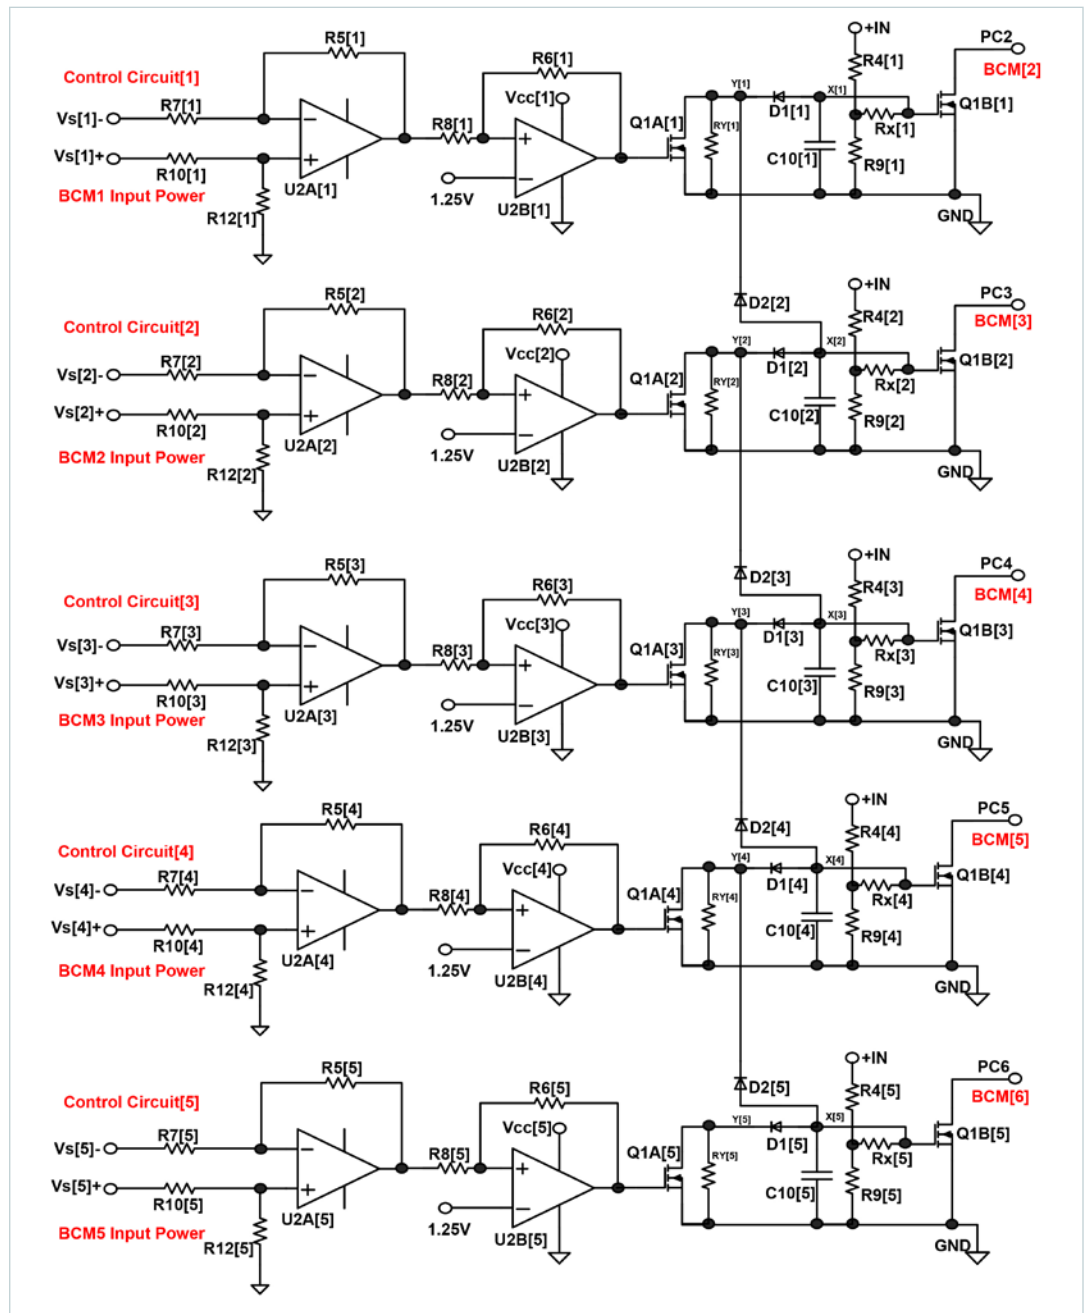 R5[1]
+IN
PC2
BCM[2]
Control Circuit[1]
R6[1]
R4[1]
R7[1]
Vcc[1]
Y[1]
X[1]
Vs[1]-
R8[1]
Q1A[1]
RY[1]
D1[1]
Rx[1]
Q1B[1]
Vs[1]+
R10[1]
C10[1]
R9[1]
BCM1 Input Power
U2A[1]
1.25V
U2B[1]
R12[1]
GND
+IN
R5[2]
D2[2]
PC3
BCM[3]
Control Circuit[2]
R6[2]
R4[2]
R7[2]
Vcc[2]
Y[2]
X[2]
Vs[2]-
R8[2]
Q1A[2]
RY[2]
D1[2]
Rx[2]
Q1B[2]
Vs[2]+
R10[2]
C10[2]
R9[2]
BCM2 Input Power
U2A[2]
1.25V
U2B[2]
R12[2]
GND
+IN
R5[3]
D2[3]
PC4
BCM[4]
Control Circuit[3]
R6[3]
R4[3]
R7[3]
Vcc[3]
Y[3]
X[3]
Vs[3]-
R8[3]
Q1A[3]
RY[3]
D1[3]
Rx[3]
Q1B[3]
Vs[3]+
R10[3]
C10[3]
R9[3]
BCM3 Input Power
U2A[3]
1.25V
U2B[3]
R12[3]
GND
+IN
R5[4]
D2[4]
PC5
BCM[5]
Control Circuit[4]
R6[4]
R4[4]
R7[4]
Vcc[4]
Y[4]
X[4]
Vs[4]-
R8[4]
Q1A[4]
RY[4]
D1[4]
Rx[4]
Q1B[4]
Vs[4]+
R10[4]
C10[4]
R9[4]
BCM4 Input Power
U2A[4]
1.25V
U2B[4]
R12[4]
GND
+IN
R5[5]
D2[5]
PC6
BCM[6]
Control Circuit[5]
R6[5]
R4[5]
R7[5]
Vcc[5]
Y[5]
X[5]
Vs[5]-
R8[5]
Q1A[5]
RY[5]
D1[5]
Rx[5]
Q1B[5]
Vs[5]+
R10[5]
C10[5]
R9[5]
BCM5 Input Power
U2A[5]
1.25V
U2B[5]
R12[5]
GND